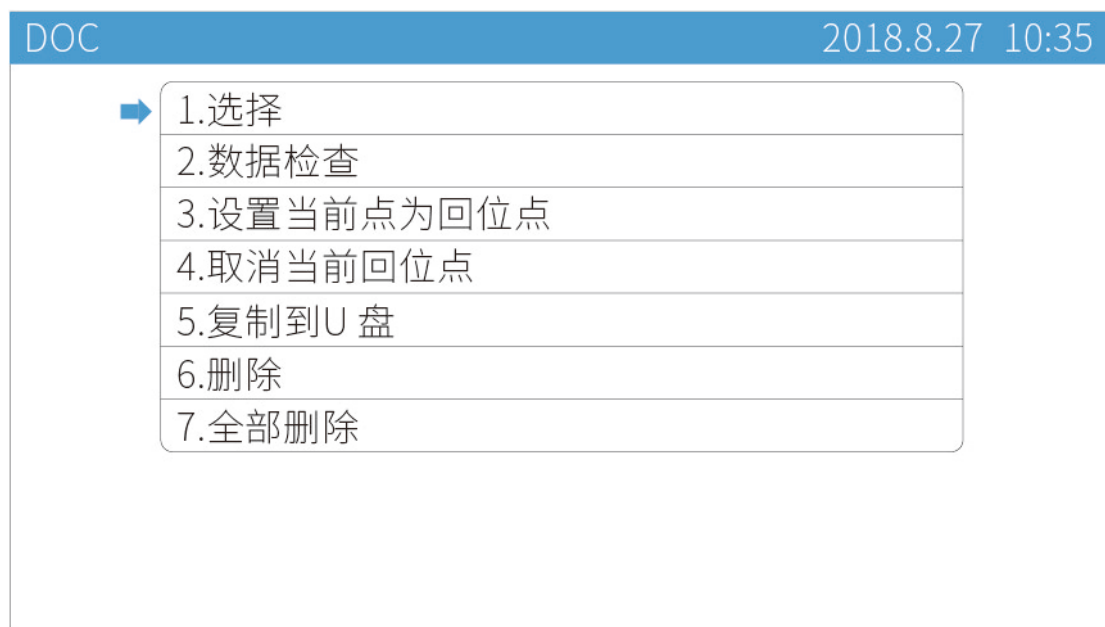 DOC 2018.8.27 10:35
1.选择
2.数据检查
3.设置当前点为回位点
4.取消当前回位点
5.复制到U 盘
6.删除
7.全部删除